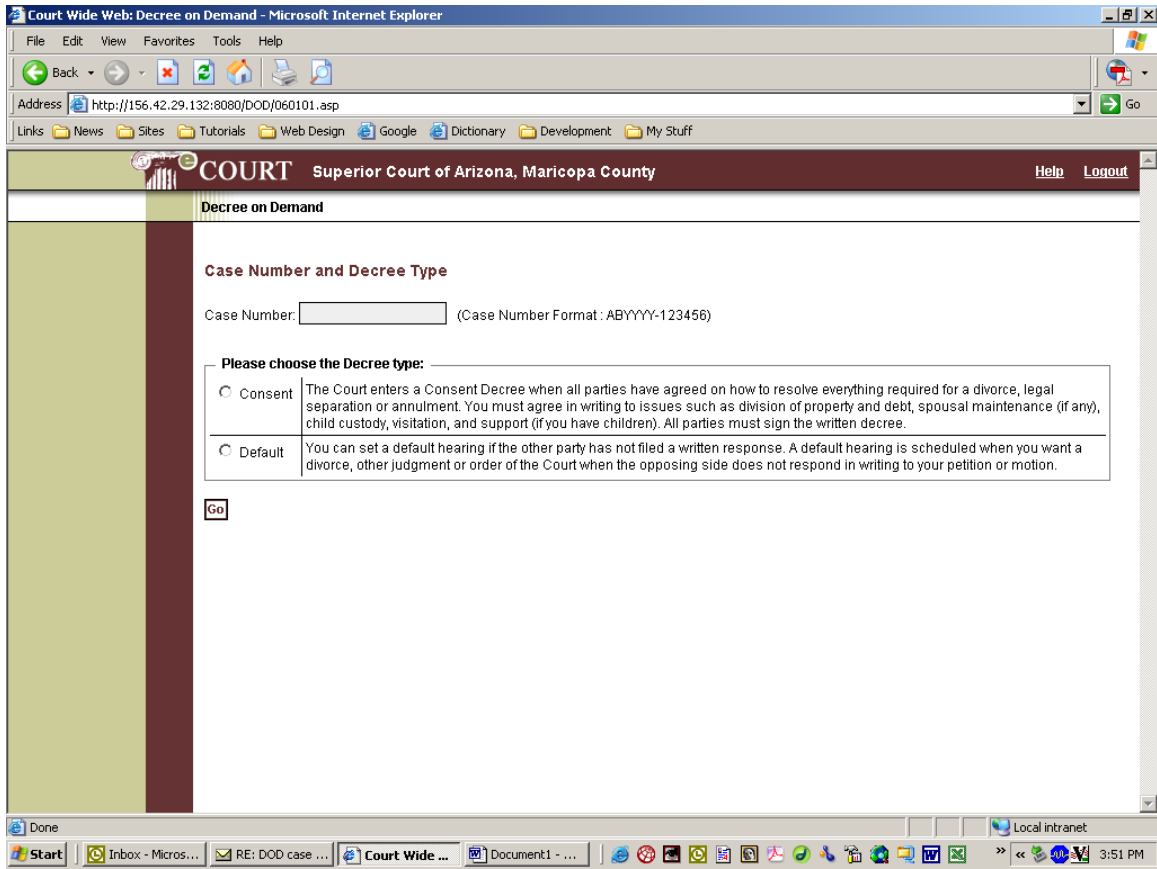 Court Wide Web: Decree on Demand - Microsoft Internet Explorer
File Edit View Favorites Tools Help
Back
Address http://156.42.29.132:8080/DOD/060101.asp Go
Links News Sites Tutorials Web Design Google Dictionary Development My Stuff
eCOURT Superior Court of Arizona, Maricopa County Help Logout
Decree on Demand
Case Number and Decree Type
Case Number: (Case Number Format : ABYYYY-123456)
Please choose the Decree type:
Consent
The Court enters a Consent Decree when all parties have agreed on how to resolve everything required for a divorce, legal
separation or annulment. You must agree in writing to issues such as division of property and debt, spousal maintenance (if any),
child custody, visitation, and support (if you have children). All parties must sign the written decree.
Default
You can set a default hearing if the other party has not filed a written response. A default hearing is scheduled when you want a
divorce, other judgment or order of the Court when the opposing side does not respond in writing to your petition or motion.
Go
Done Local intranet
Start Inbox - Micros... RE: DOD case ... Court Wide ... Document1 - ... 3:51 PM